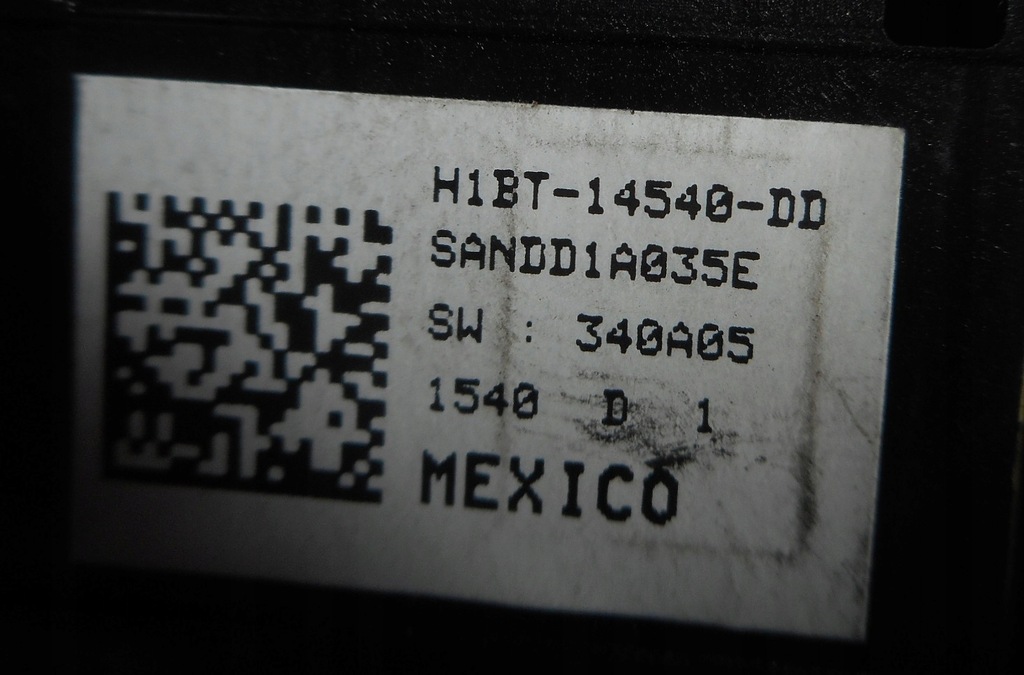 H1BT-14540-DD
SANDD1A035E
SW : 340A05
1540 D 1
MEXICO